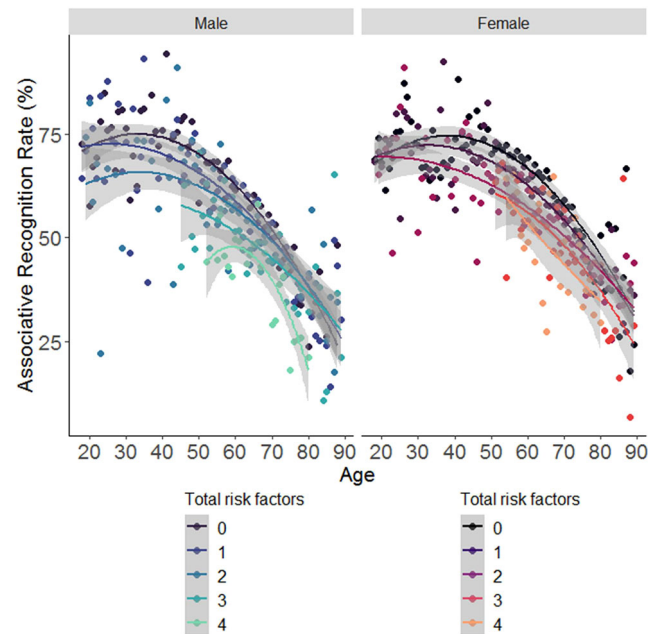 Male Female
Associative Recognition Rate (%)
75
50
25
20 30 40 50 60 70 80 90 20 30 40 50 60 70 80 90
Age
Total risk factors Total risk factors
0 0
1 1
2 2
3 3
4 4